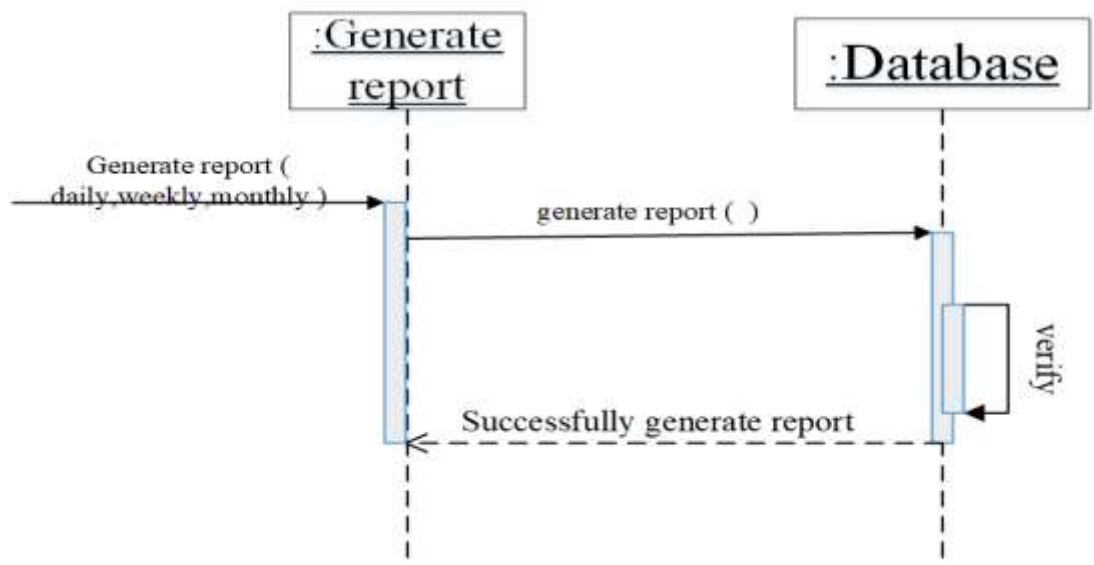 :Generate
report
:Database
Generate report (
daily,weekly,monthly )
generate report (  )
verify
Successfully generate report